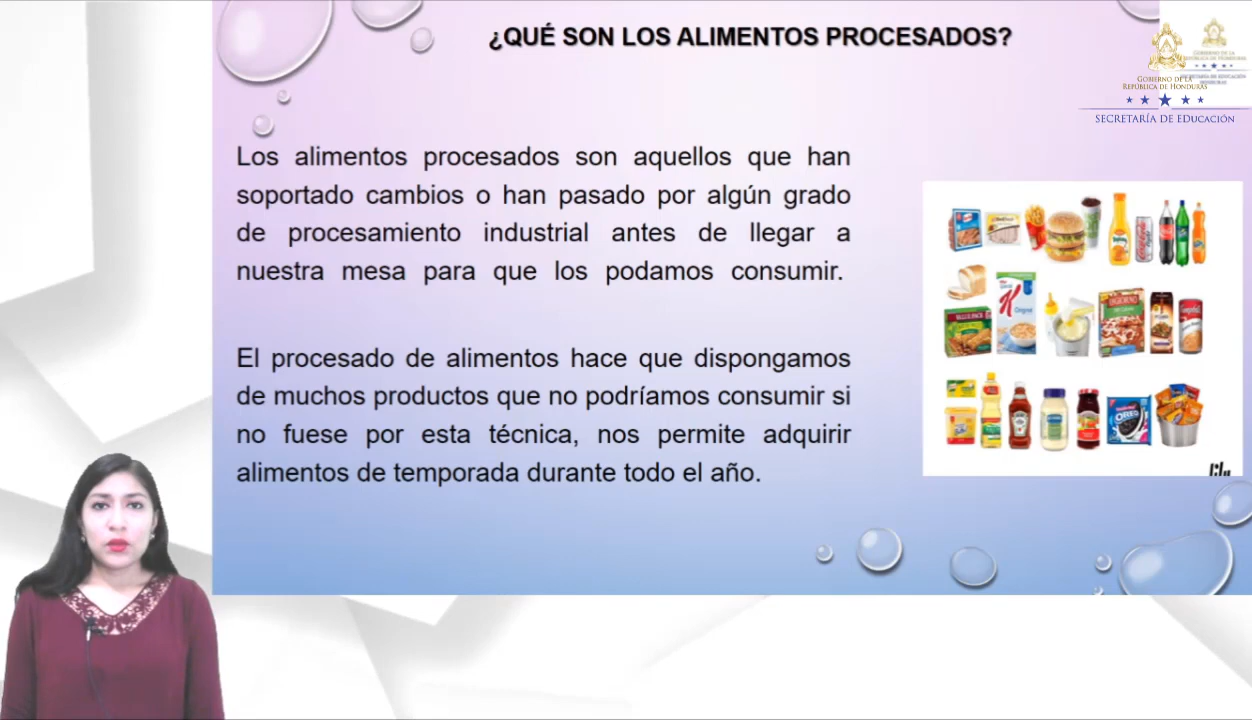 ¿QUÉ SON LOS ALIMENTOS PROCESADOS?
GOBIERNO DE LA
REPÚBLICA DE HONDURAS
SECRETARÍA DE EDUCACIÓN
Los alimentos procesados son aquellos que han
soportado cambios o han pasado por algún grado
de procesamiento industrial antes de llegar a
nuestra mesa para que los podamos consumir.
El procesado de alimentos hace que dispongamos
de muchos productos que no podríamos consumir si
no fuese por esta técnica, nos permite adquirir
alimentos de temporada durante todo el año.
K
Original
OREO